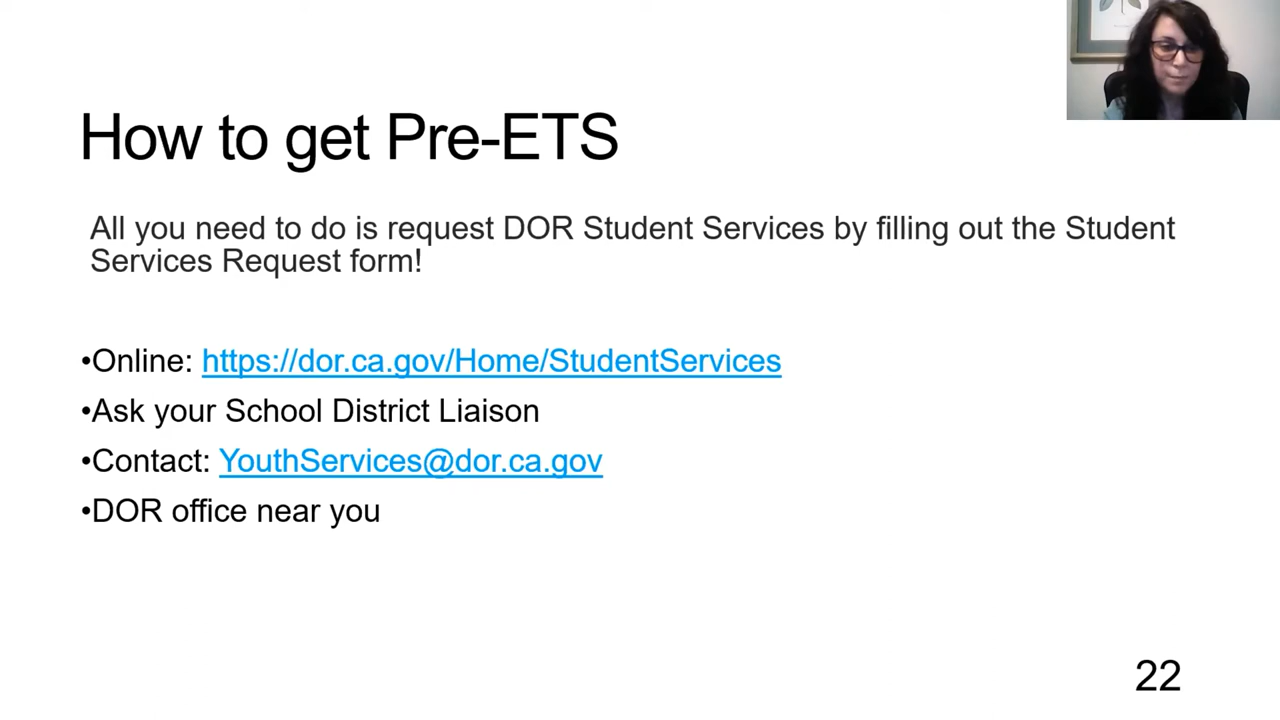 How to get Pre-ETS
All you need to do is request DOR Student Services by filling out the Student
Services Request form!
•Online: https://dor.ca.gov/Home/StudentServices
•Ask your School District Liaison
•Contact: YouthServices@dor.ca.gov
•DOR office near you
22